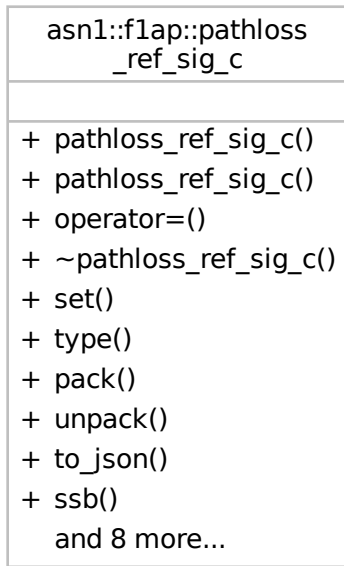 asn1::f1ap::pathloss
_ref_sig_c
+ pathloss_ref_sig_c()
+ pathloss_ref_sig_c()
+ operator=()
+ ~pathloss_ref_sig_c()
+ set()
+ type()
+ pack()
+ unpack()
+ to_json()
+ ssb()
and 8 more...